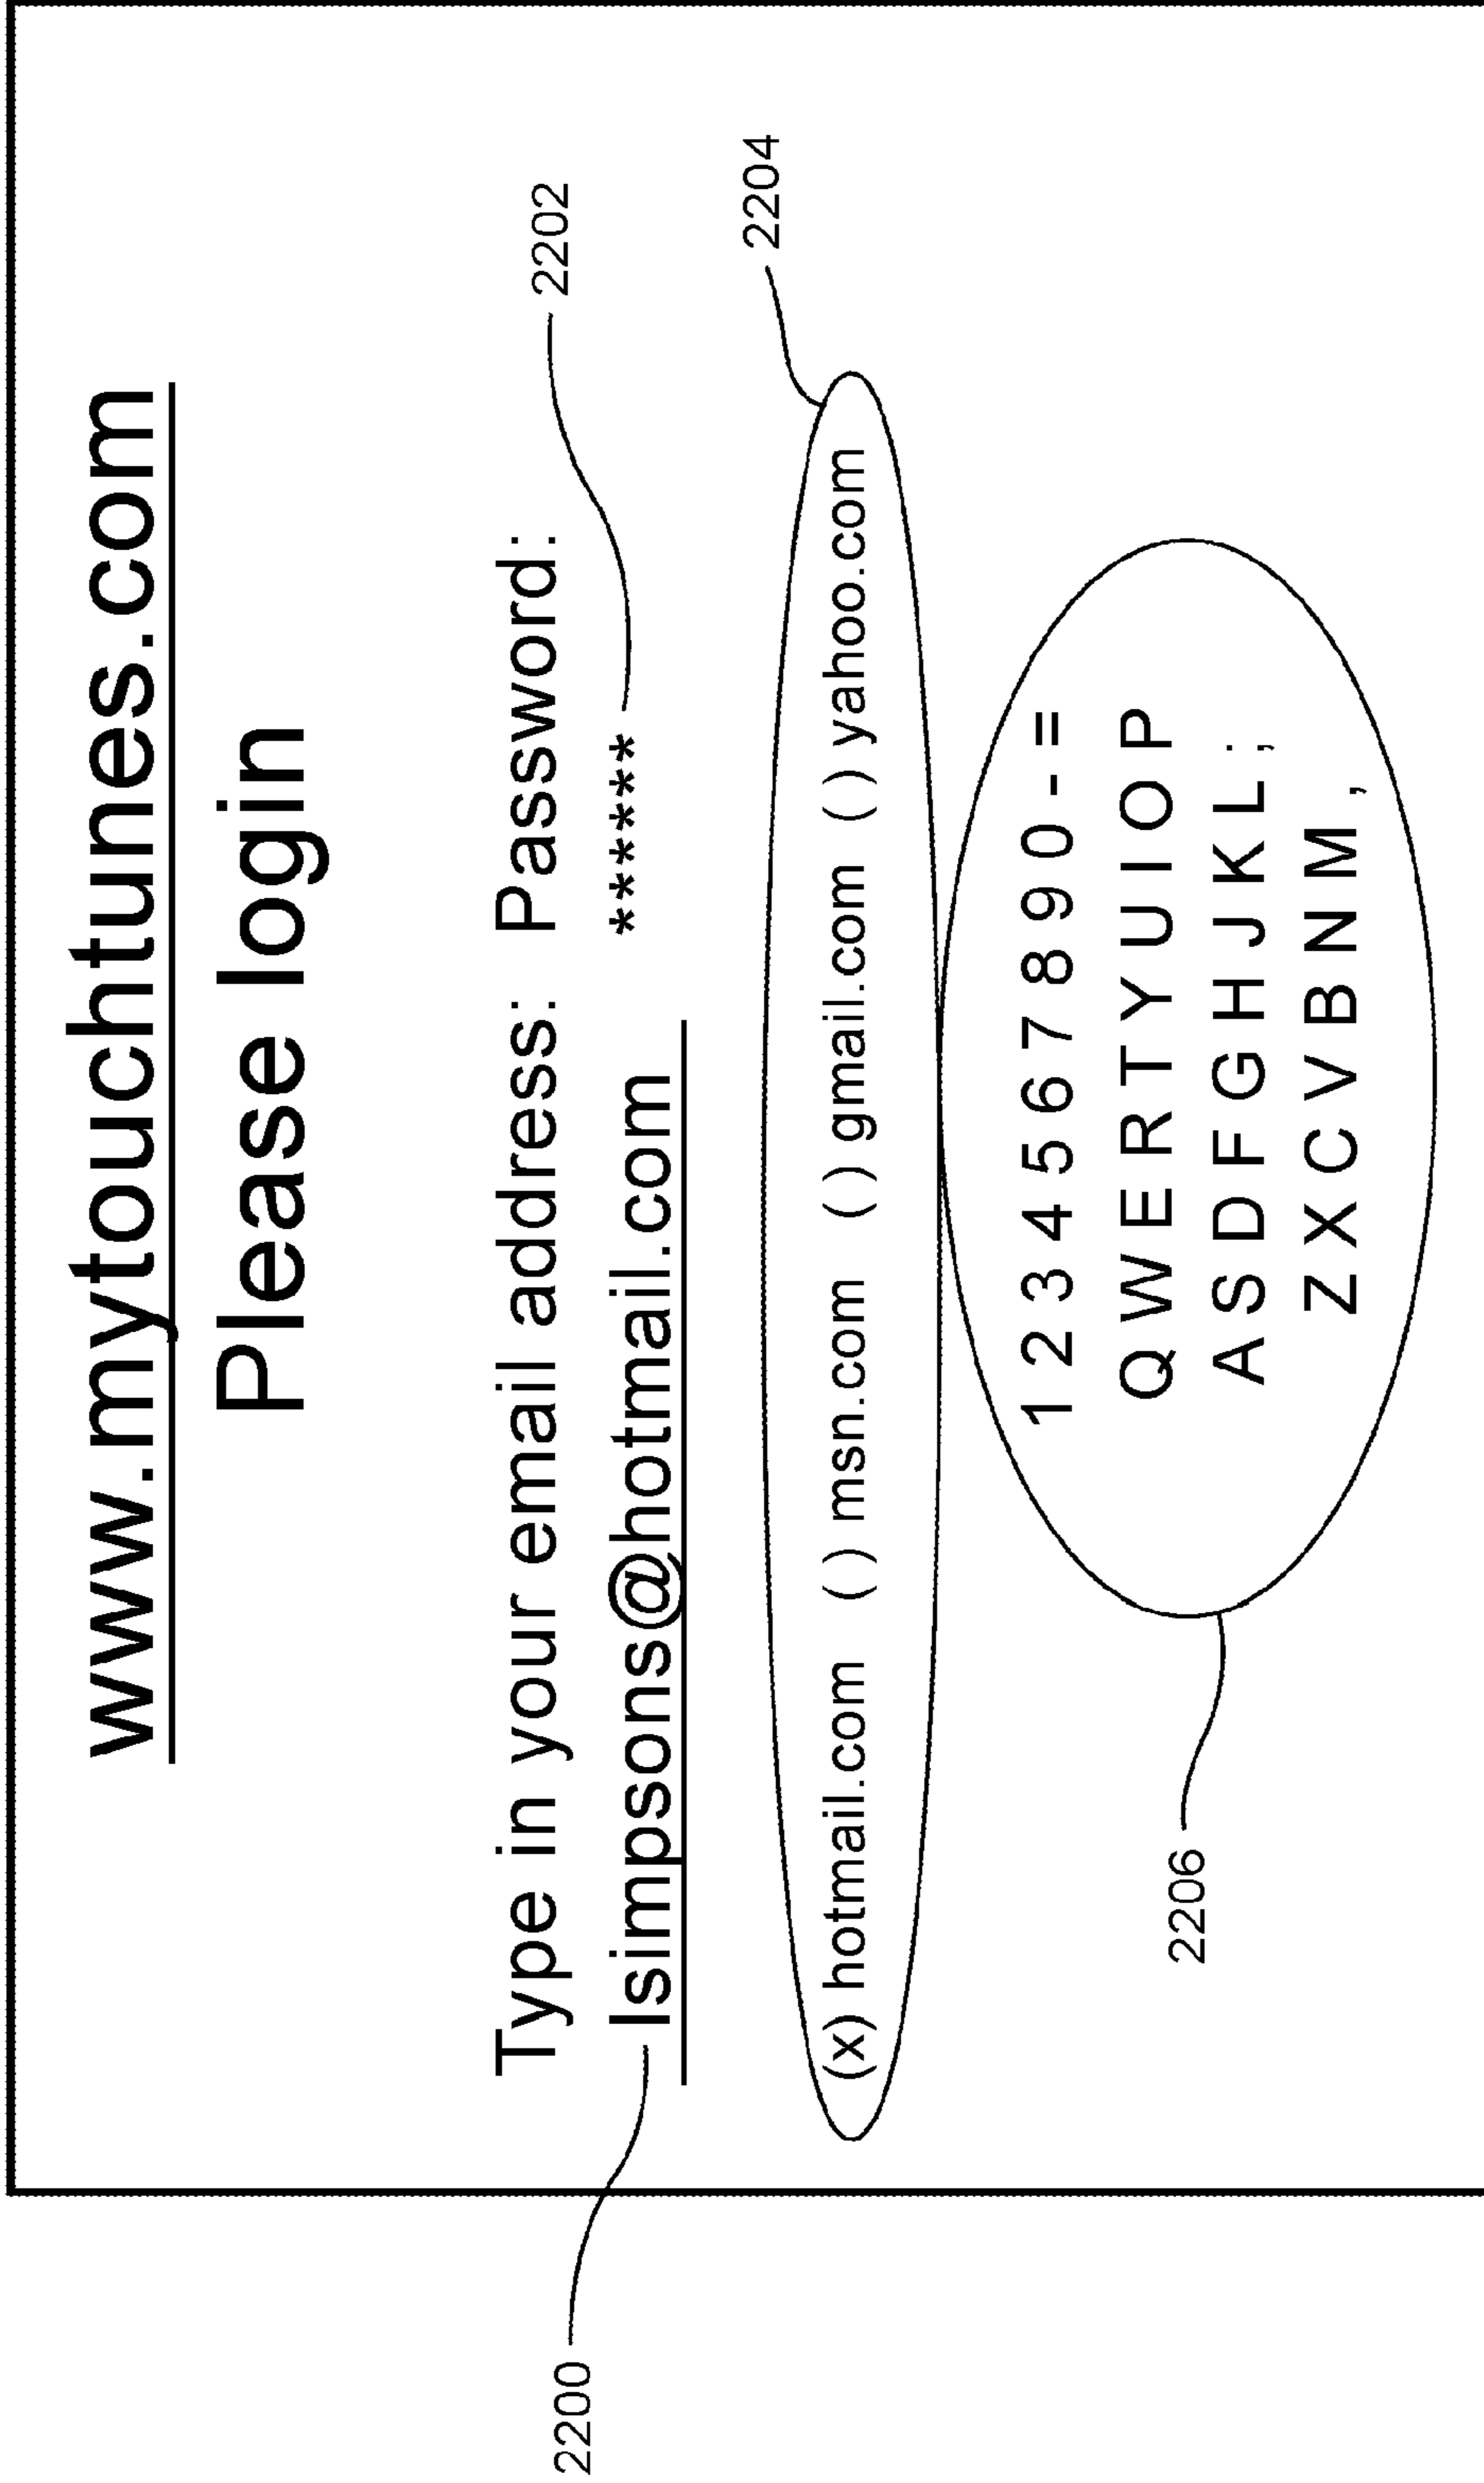 www.mytouchtunes.com
Please login
Type in your email address: Password:
lsimpsons@hotmail.com ******
(x) hotmail.com ( ) msn.com ( ) gmail.com ( ) yahoo.com
1 2 3 4 5 6 7 8 9 0 - =
Q W E R T Y U I O P
A S D F G H J K L ;
Z X C V B N M ,
2200
2202
2204
2206